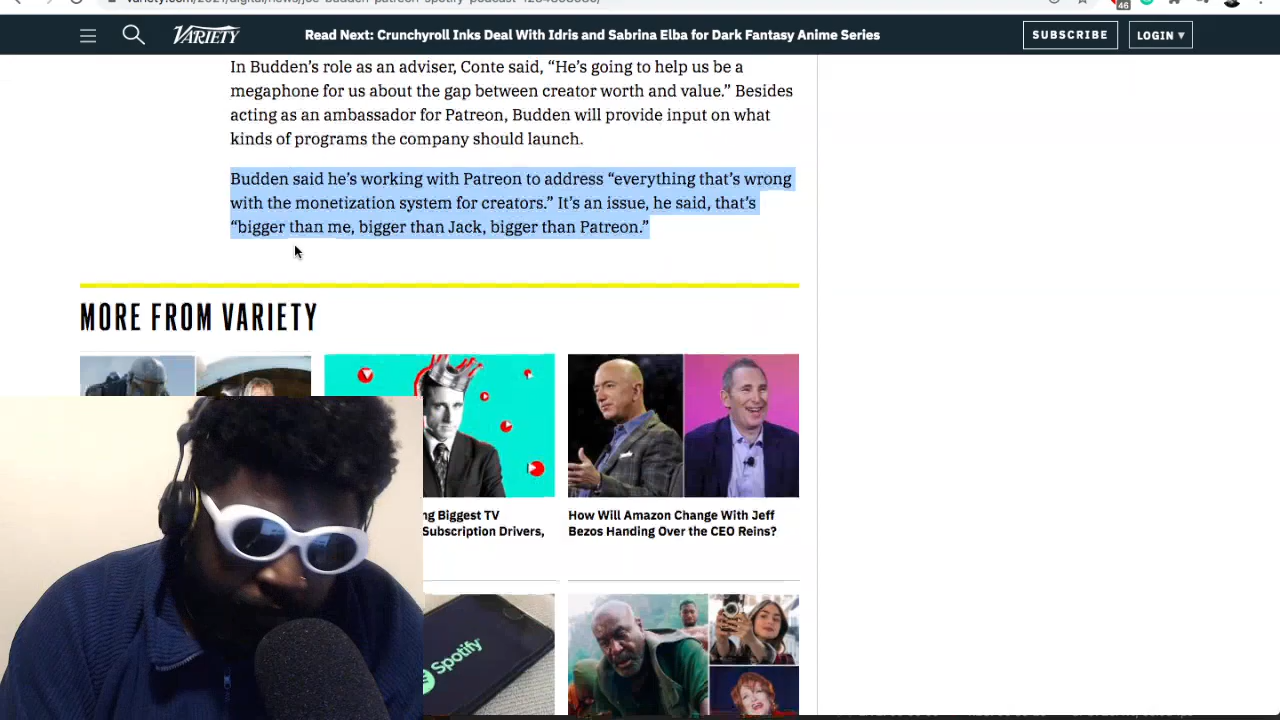 46
VARIETY
Read Next: Crunchyroll Inks Deal With Idris and Sabrina Elba for Dark Fantasy Anime Series
SUBSCRIBE
LOGIN ▾
In Budden’s role as an adviser, Conte said, “He’s going to help us be a
megaphone for us about the gap between creator worth and value.” Besides
acting as an ambassador for Patreon, Budden will provide input on what
kinds of programs the company should launch.
Budden said he’s working with Patreon to address “everything that’s wrong
with the monetization system for creators.” It’s an issue, he said, that’s
“bigger than me, bigger than Jack, bigger than Patreon.”
MORE FROM VARIETY
ng Biggest TV
Subscription Drivers,
How Will Amazon Change With Jeff
Bezos Handing Over the CEO Reins?
Spotify